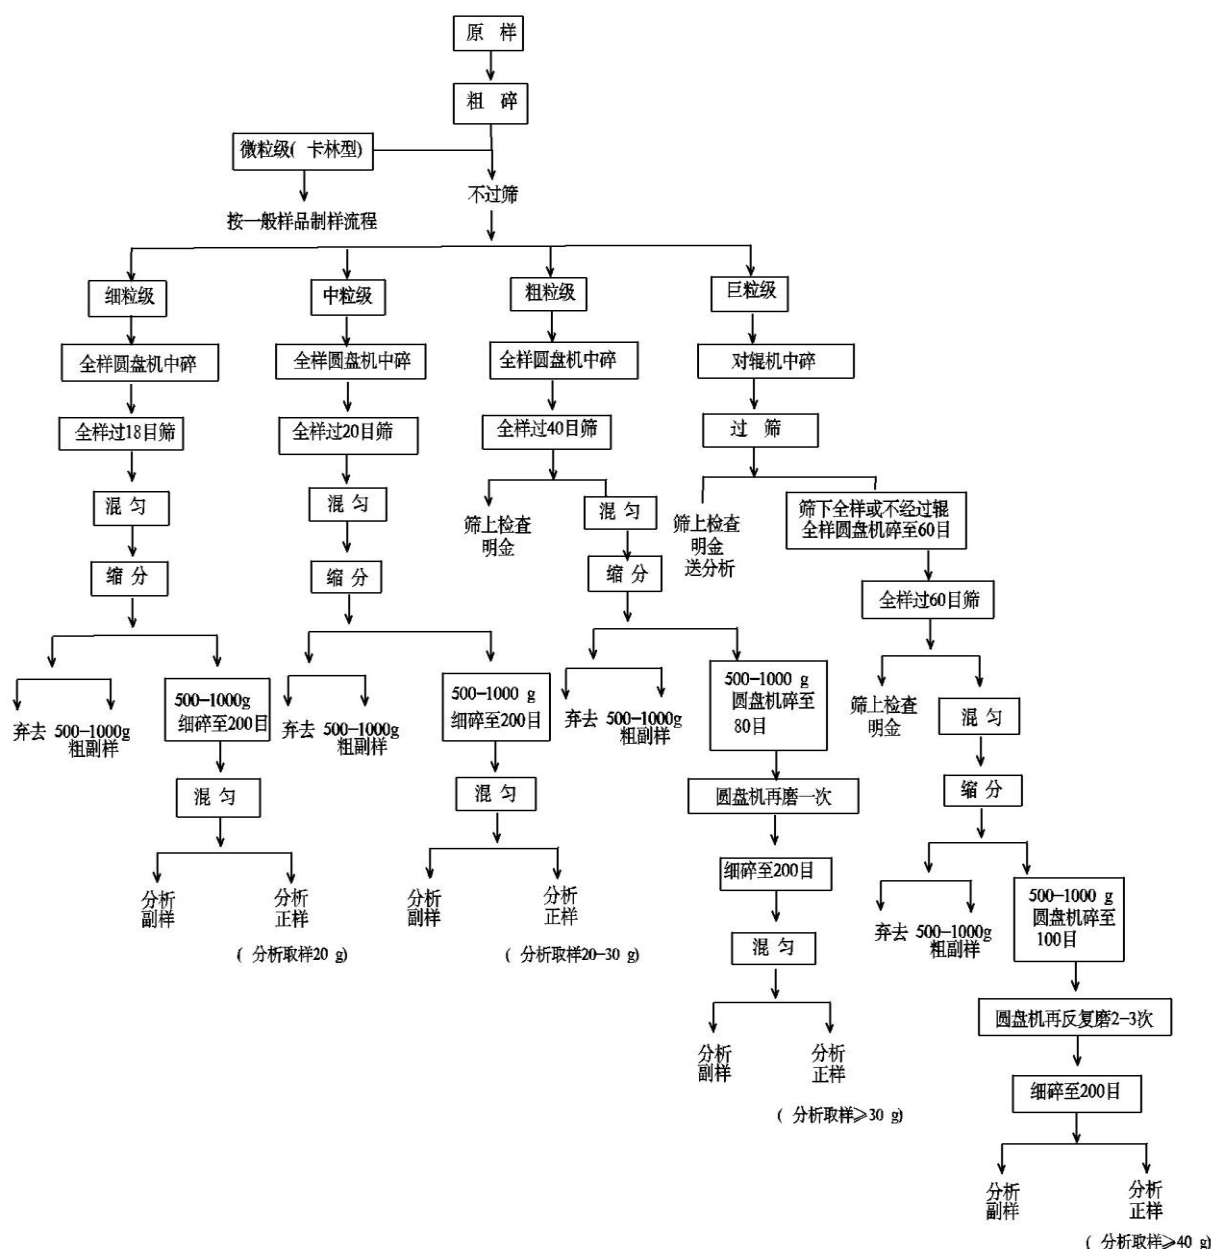 原 样
粗 碎
微粒级( 卡林型)
不过筛
按一般样品制样流程
细粒级
中粒级
粗粒级
巨粒级
全样圆盘机中碎
全样圆盘机中碎
全样圆盘机中碎
对辊机中碎
全样过18目筛
全样过20目筛
全样过40目筛
过 筛
混 匀
混 匀
筛上检查
明金
混 匀
筛上检查
明金
送分析
筛下全样或不经过辊
全样圆盘机碎至60目
缩 分
缩 分
缩 分
全样过60目筛
弃去 500-1000g
粗副样
500-1000g
细碎至200目
弃去 500-1000g
粗副样
500-1000 g
细碎至200目
弃去 500-1000g
粗副样
500-1000 g
圆盘机碎至
80目
筛上检查
明金
混 匀
混 匀
混 匀
圆盘机再磨一次
缩 分
分析
副样
分析
正样
( 分析取样20 g)
分析
副样
分析
正样
( 分析取样20-30 g)
细碎至200目
混 匀
弃去 500-1000g
粗副样
500-1000 g
圆盘机碎至
100目
圆盘机再反复磨2-3次
分析
副样
分析
正样
( 分析取样≥30 g)
细碎至200目
分析
副样
分析
正样
( 分析取样≥40 g)